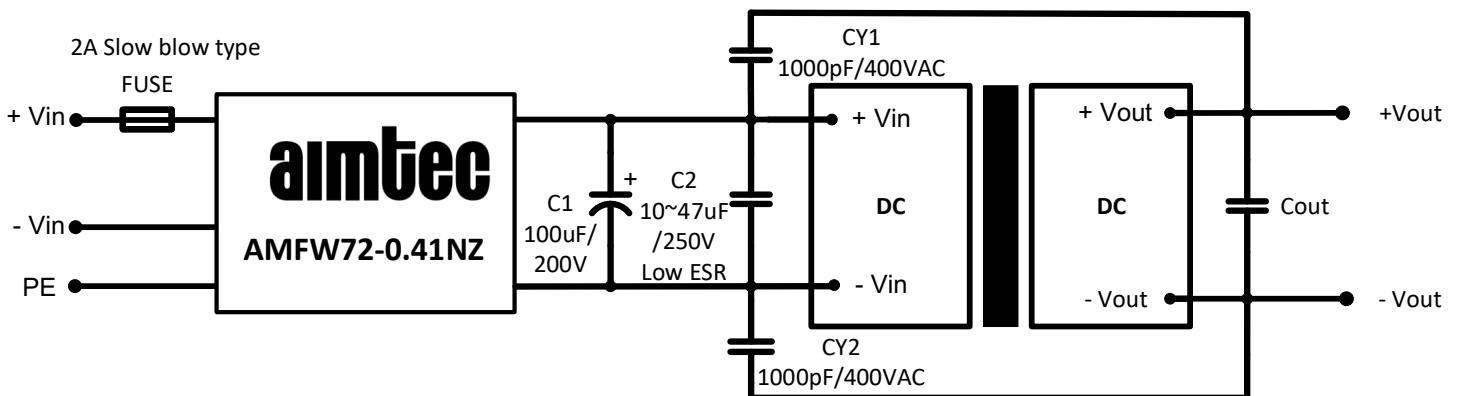 2A Slow blow type
FUSE
+ Vin
- Vin
PE
aimtec
AMFW72-0.41NZ
C1
100uF/
200V
+
C2
10~47uF
/250V
Low ESR
CY1
1000pF/400VAC
CY2
1000pF/400VAC
+ Vin
- Vin
DC
DC
+ Vout
- Vout
Cout
+Vout
- Vout